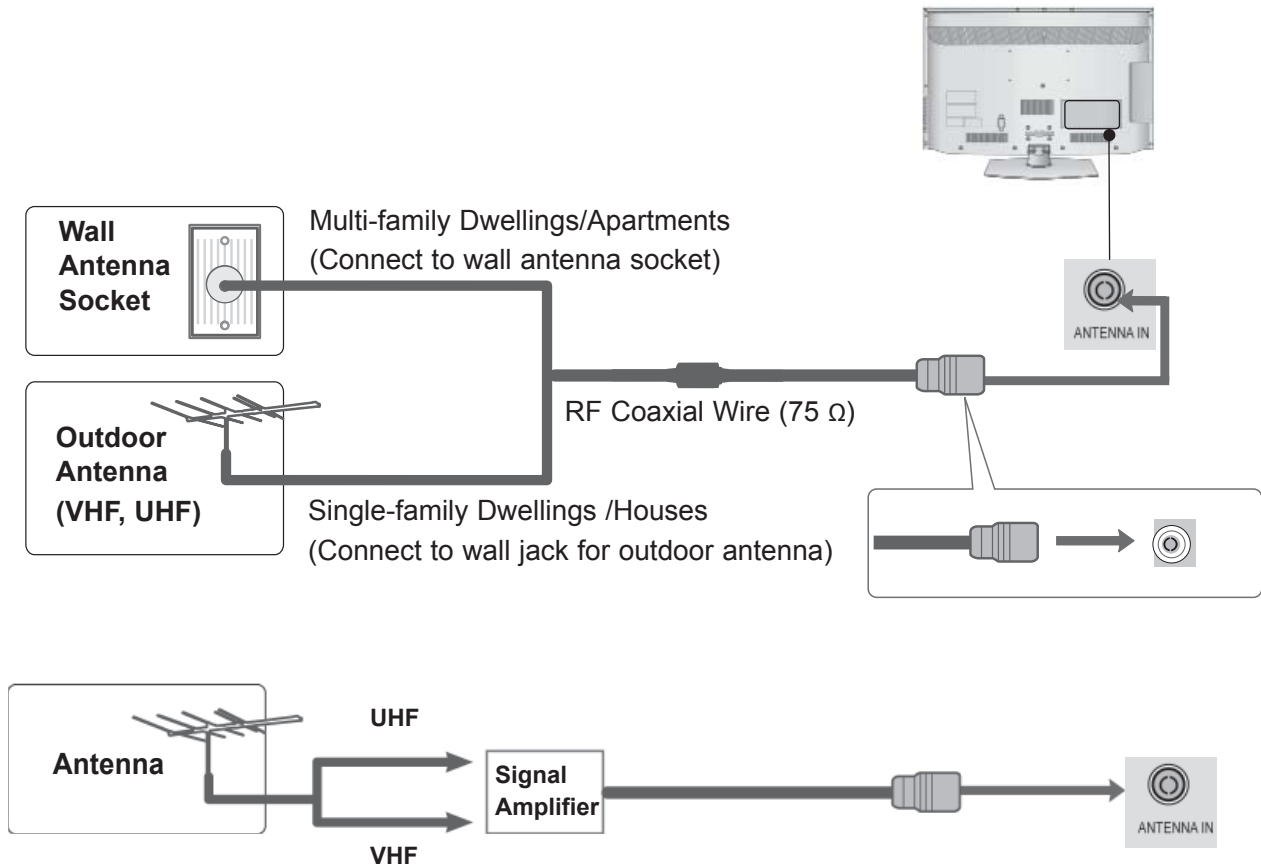 Wall
Antenna
Socket
Multi-family Dwellings/Apartments
(Connect to wall antenna socket)
ANTENNA IN
RF Coaxial Wire (75 Ω)
Outdoor
Antenna
(VHF, UHF)
Single-family Dwellings /Houses
(Connect to wall jack for outdoor antenna)
Antenna
UHF
VHF
Signal
Amplifier
ANTENNA IN